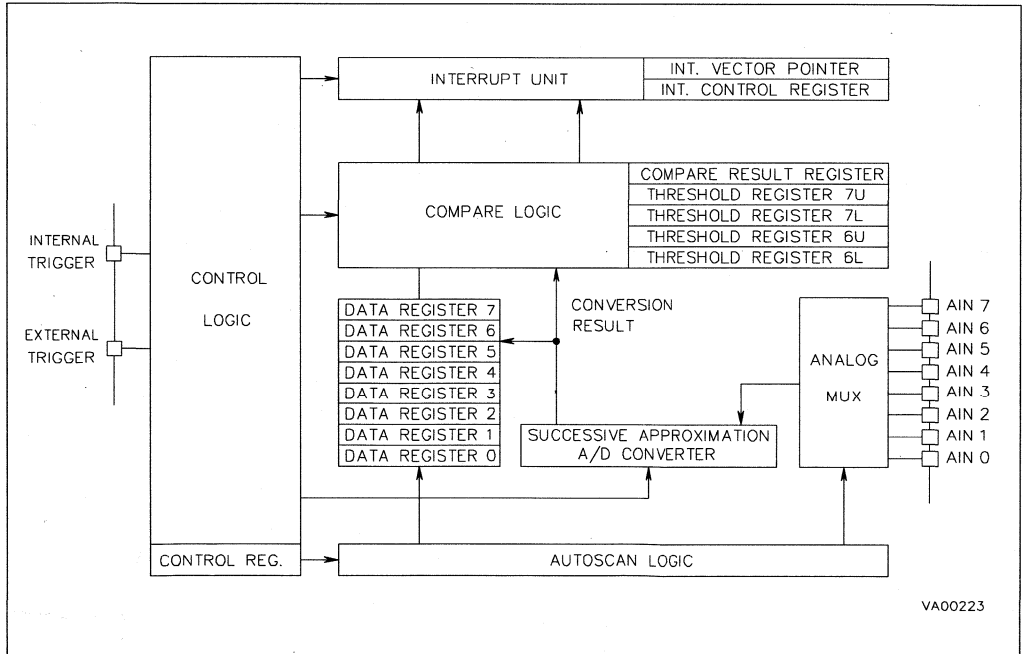 INTERRUPT UNIT
INT. VECTOR POINTER
INT. CONTROL REGISTER
COMPARE LOGIC
COMPARE RESULT REGISTER
THRESHOLD REGISTER 7U
THRESHOLD REGISTER 7L
THRESHOLD REGISTER 6U
THRESHOLD REGISTER 6L
INTERNAL
TRIGGER
EXTERNAL
TRIGGER
CONTROL
LOGIC
CONTROL REG.
DATA REGISTER 7
DATA REGISTER 6
DATA REGISTER 5
DATA REGISTER 4
DATA REGISTER 3
DATA REGISTER 2
DATA REGISTER 1
DATA REGISTER 0
CONVERSION
RESULT
SUCCESSIVE APPROXIMATION
A/D CONVERTER
ANALOG
MUX
AIN 7
AIN 6
AIN 5
AIN 4
AIN 3
AIN 2
AIN 1
AIN 0
AUTOSCAN LOGIC
VA00223